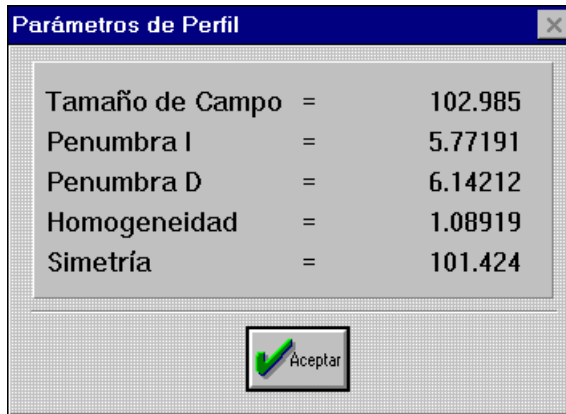 Parámetros de Perfil
Tamaño de Campo = 102.985
Penumbra I = 5.77191
Penumbra D = 6.14212
Homogeneidad = 1.08919
Simetría = 101.424
Aceptar